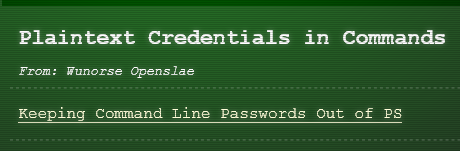 Plaintext Credentials in Commands
From: Wunorse Openslae
Keeping Command Line Passwords Out of PS